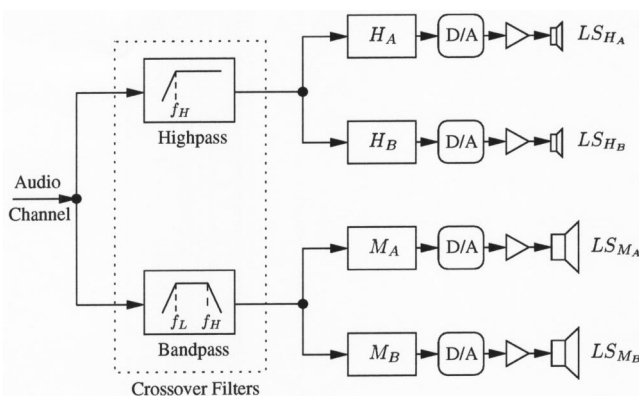 H_A D/A LS_{H_A}
f_H
Highpass
H_B D/A LS_{H_B}
Audio
Channel
M_A D/A LS_{M_A}
f_L f_H
Bandpass
M_B D/A LS_{M_B}
Crossover Filters